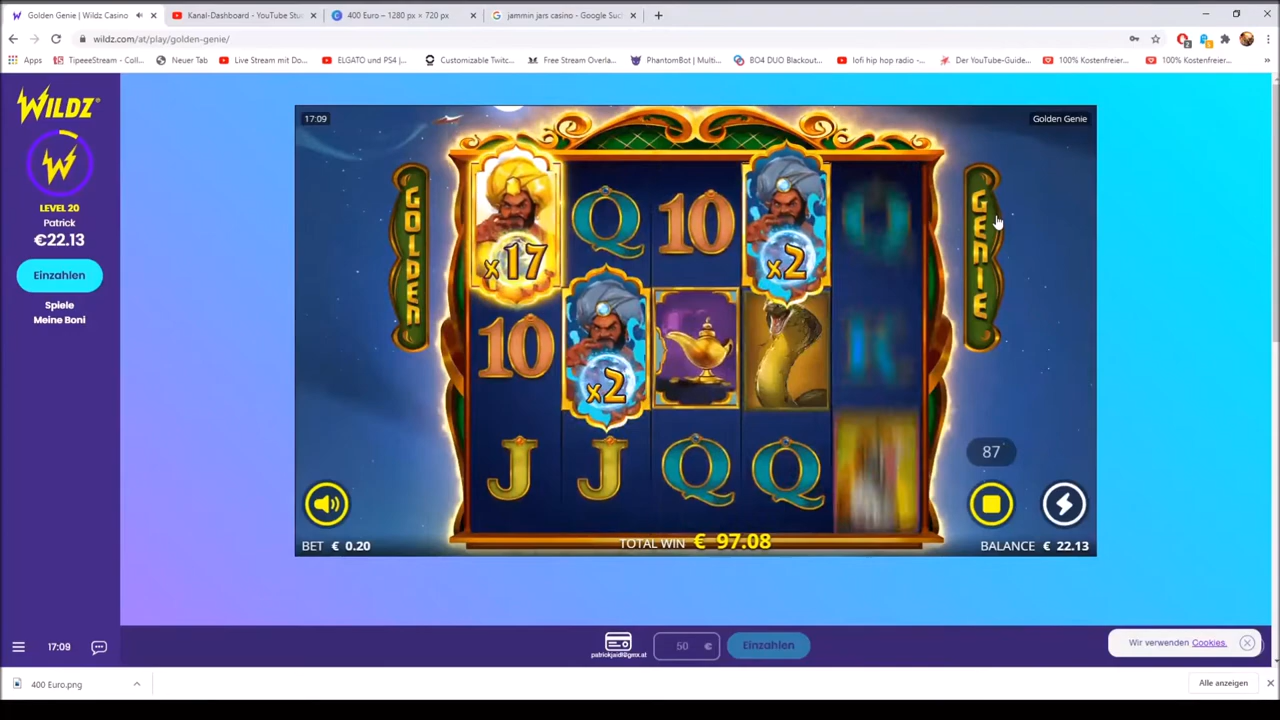 Golden Genie | Wildz Casino
Kanal-Dashboard - YouTube Stu
400 Euro – 1280 px × 720 px
jammin jars casino - Google Suc
wildz.com/at/play/golden-genie/
Apps
TipeeeStream - Coll...
Neuer Tab
Live Stream mit Do...
ELGATO und PS4 |...
Customizable Twitc...
Free Stream Overla...
PhantomBot | Multi...
BO4 DUO Blackout...
lofi hip hop radio -...
Der YouTube-Guide...
100% Kostenfreier...
100% Kostenfreier...
WILDZ
LEVEL 20
Patrick
€22.13
Einzahlen
Spiele
Meine Boni
17:09
Golden Genie
GOLDEN
GENIE
x17
Q
10
x2
10
x2
J
J
Q
Q
87
BET € 0.20
TOTAL WIN € 97.08
BALANCE € 22.13
17:09
patrickjaid@gmx.at
50 €
Einzahlen
Wir verwenden Cookies.
400 Euro.png
Alle anzeigen